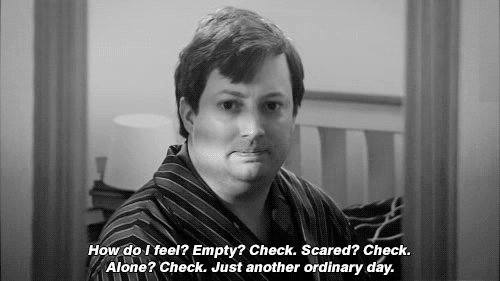 How do I feel? Empty? Check. Scared? Check.
Alone? Check. Just another ordinary day.